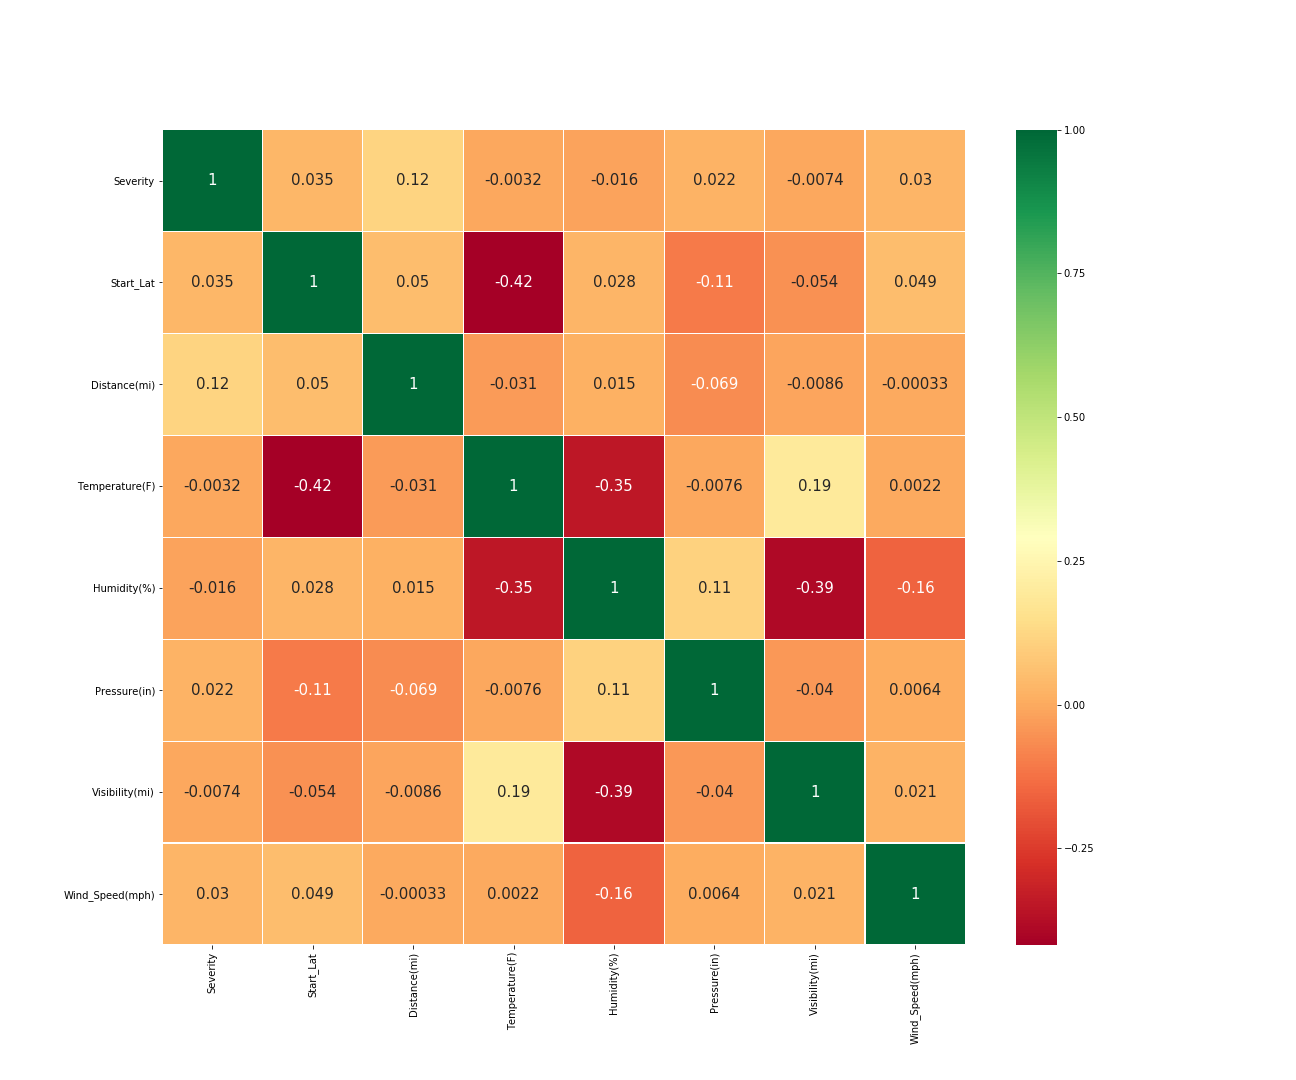 Severity 1 0.035 0.12 -0.0032 -0.016 0.022 -0.0074 0.03
Start_Lat 0.035 1 0.05 -0.42 0.028 -0.11 -0.054 0.049
Distance(mi) 0.12 0.05 1 -0.031 0.015 -0.069 -0.0086 -0.00033
Temperature(F) -0.0032 -0.42 -0.031 1 -0.35 -0.0076 0.19 0.0022
Humidity(%) -0.016 0.028 0.015 -0.35 1 0.11 -0.39 -0.16
Pressure(in) 0.022 -0.11 -0.069 -0.0076 0.11 1 -0.04 0.0064
Visibility(mi) -0.0074 -0.054 -0.0086 0.19 -0.39 -0.04 1 0.021
Wind_Speed(mph) 0.03 0.049 -0.00033 0.0022 -0.16 0.0064 0.021 1
Severity
Start_Lat
Distance(mi)
Temperature(F)
Humidity(%)
Pressure(in)
Visibility(mi)
Wind_Speed(mph)
1.00
0.75
0.50
0.25
0.00
−0.25